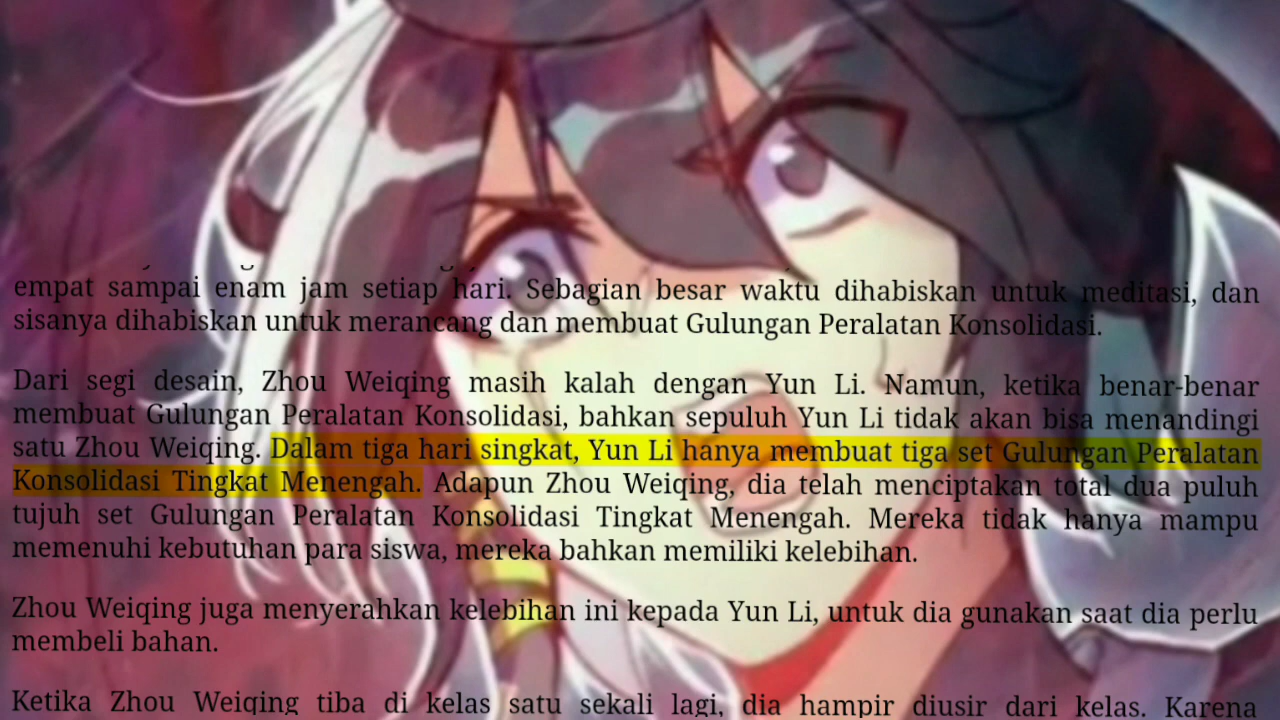 empat sampai enam jam setiap hari. Sebagian besar waktu dihabiskan untuk meditasi, dan
sisanya dihabiskan untuk merancang dan membuat Gulungan Peralatan Konsolidasi.
Dari segi desain, Zhou Weiqing masih kalah dengan Yun Li. Namun, ketika benar-benar
membuat Gulungan Peralatan Konsolidasi, bahkan sepuluh Yun Li tidak akan bisa menandingi
satu Zhou Weiqing. Dalam tiga hari singkat, Yun Li hanya membuat tiga set Gulungan Peralatan
Konsolidasi Tingkat Menengah. Adapun Zhou Weiqing, dia telah menciptakan total dua puluh
tujuh set Gulungan Peralatan Konsolidasi Tingkat Menengah. Mereka tidak hanya mampu
memenuhi kebutuhan para siswa, mereka bahkan memiliki kelebihan.
Zhou Weiqing juga menyerahkan kelebihan ini kepada Yun Li, untuk dia gunakan saat dia perlu
membeli bahan.
Ketika Zhou Weiqing tiba di kelas satu sekali lagi, dia hampir diusir dari kelas. Karena